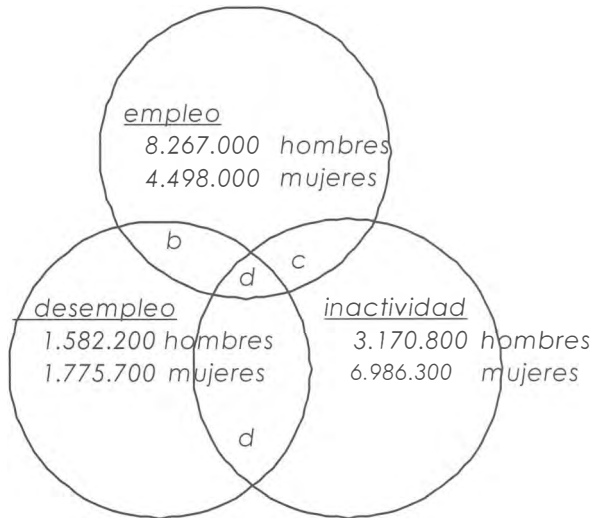 empleo
8.267.000 hombres
4.498.000 mujeres
b
c
d
desempleo
1.582.200 hombres
1.775.700 mujeres
inactividad
3.170.800 hombres
6.986.300 mujeres
d